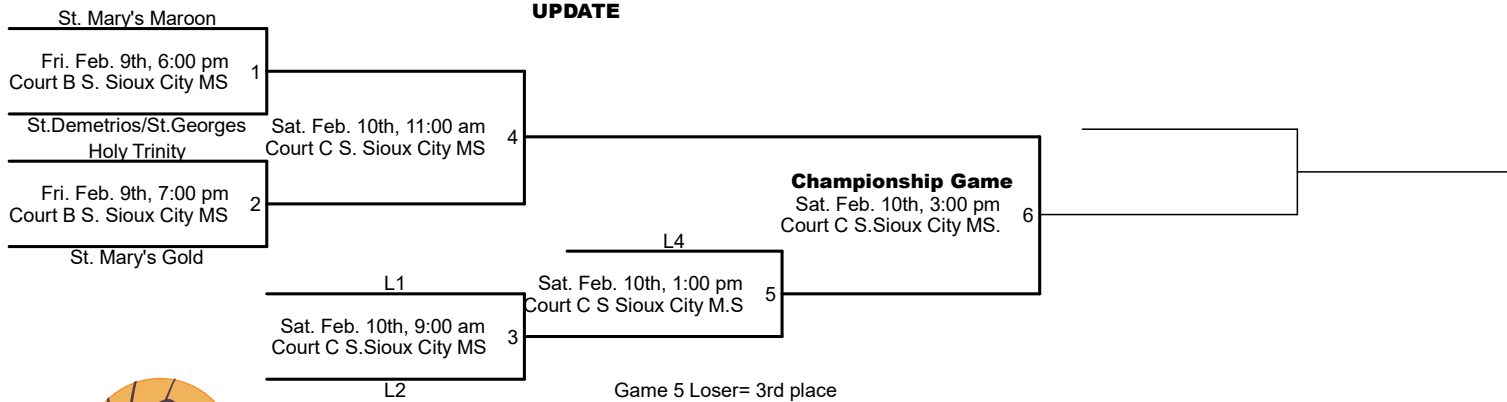 UPDATE
St. Mary's Maroon
Fri. Feb. 9th, 6:00 pm
Court B S. Sioux City MS
1
St.Demetrios/St.Georges
Holy Trinity
Fri. Feb. 9th, 7:00 pm
Court B S. Sioux City MS
2
St. Mary's Gold
Sat. Feb. 10th, 11:00 am
Court C S. Sioux City MS
4
Championship Game
Sat. Feb. 10th, 3:00 pm
Court C S.Sioux City MS.
6
L4
Sat. Feb. 10th, 1:00 pm
Court C S Sioux City M.S
5
L1
Sat. Feb. 10th, 9:00 am
Court C S.Sioux City MS
3
L2
Game 5 Loser= 3rd place